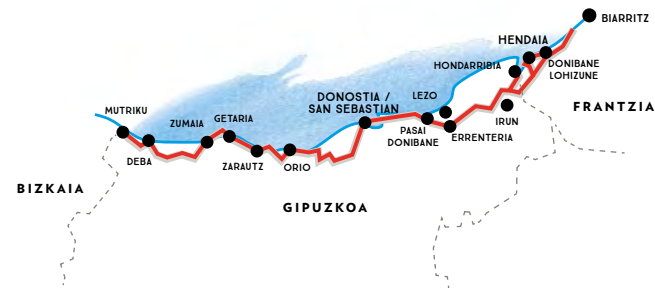 BIARRITZ
HENDAIA
DONIBANE
LOHIZUNE
HONDARRIBIA
FRANTZIA
LEZO
IRUN
DONOSTIA /
SAN SEBASTIAN
PASAI
DONIBANE
ERRENTERIA
MUTRIKU
ZUMAIA
GETARIA
DEBA
ZARAUTZ
ORIO
BIZKAIA
GIPUZKOA